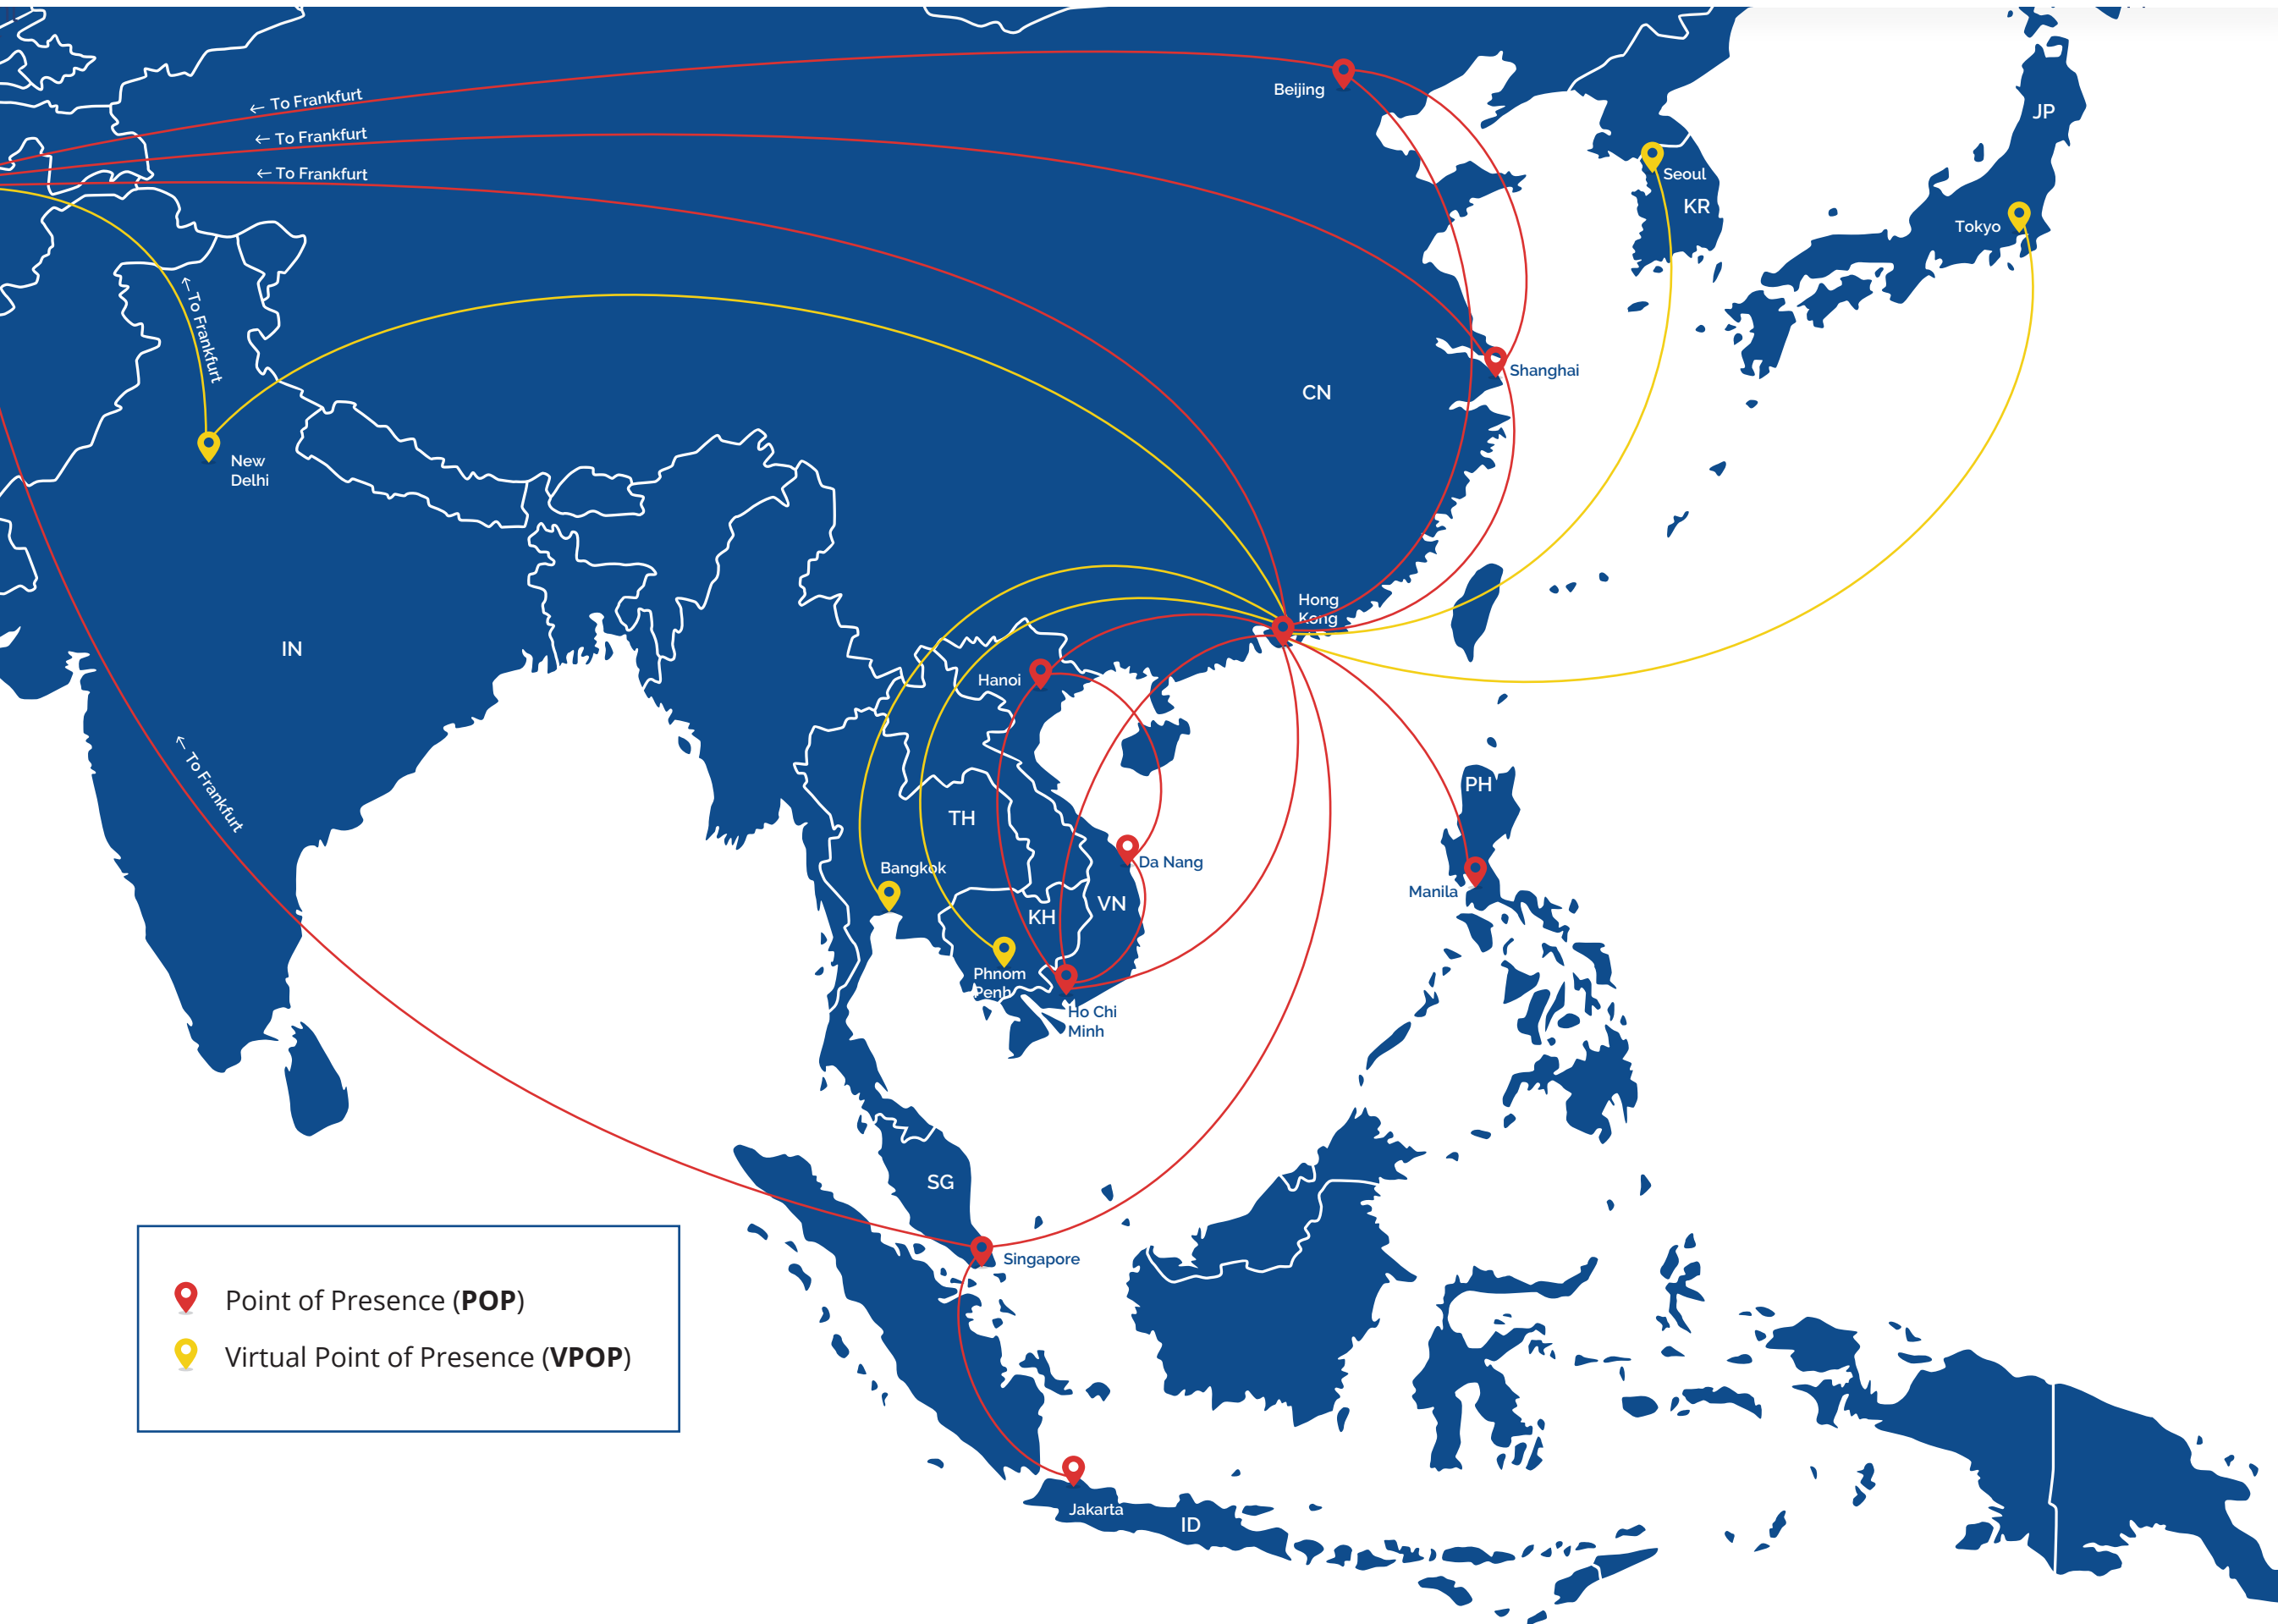 ← To Frankfurt
← To Frankfurt
← To Frankfurt
Beijing
JP
Seoul
KR
Tokyo
← To Frankfurt
Shanghai
CN
New
Delhi
Hong
Kong
IN
Hanoi
← To Frankfurt
PH
TH
Da Nang
Bangkok
Manila
VN
KH
Phnom
Penh
Ho Chi
Minh
SG
Singapore
Point of Presence (POP)
Virtual Point of Presence (VPOP)
Jakarta
ID